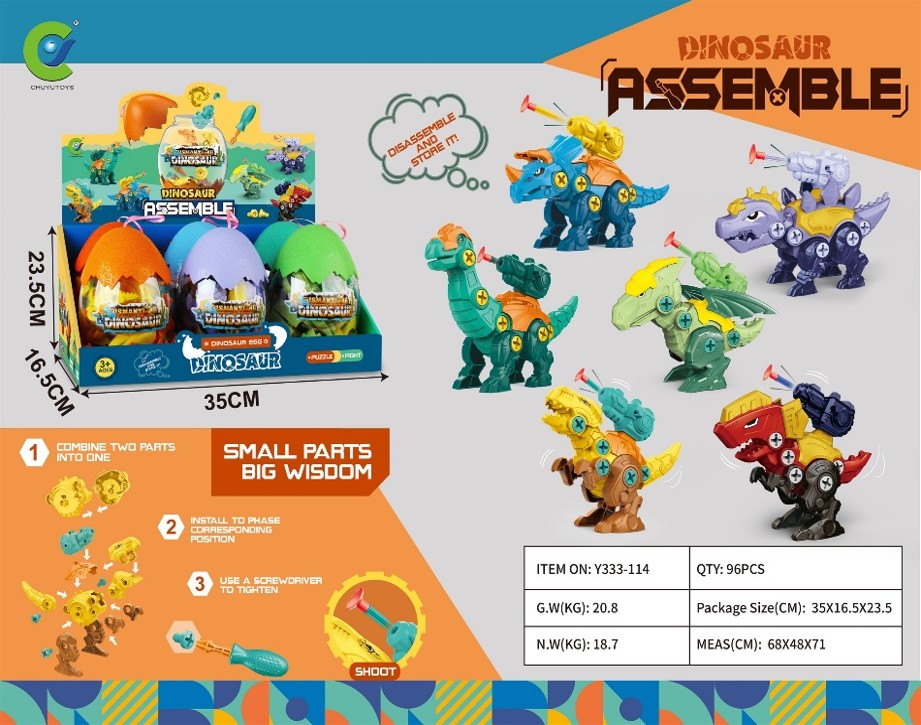 CHUYUTOYS
DINOSAUR
ASSEMBLE
DISASSEMBLE
AND
STORE IT!
DINOSAUR
DINOSAUR
ASSEMBLE
DISMANTLING
DINOSAUR
DINOSAUR
DINOSAUR
3+
AGES
DINOSAUR EGG
DINOSAUR
PUZZLE
FIGHT
23.5CM
16.5CM
35CM
1
COMBINE TWO PARTS
INTO ONE
SMALL PARTS
BIG WISDOM
2
INSTALL TO PHASE
CORRESPONDING
POSITION
3
USE A SCREWDRIVER
TO TIGHTEN
SHOOT
ITEM ON: Y333-114
QTY: 96PCS
G.W(KG): 20.8
Package Size(CM): 35X16.5X23.5
N.W(KG): 18.7
MEAS(CM): 68X48X71